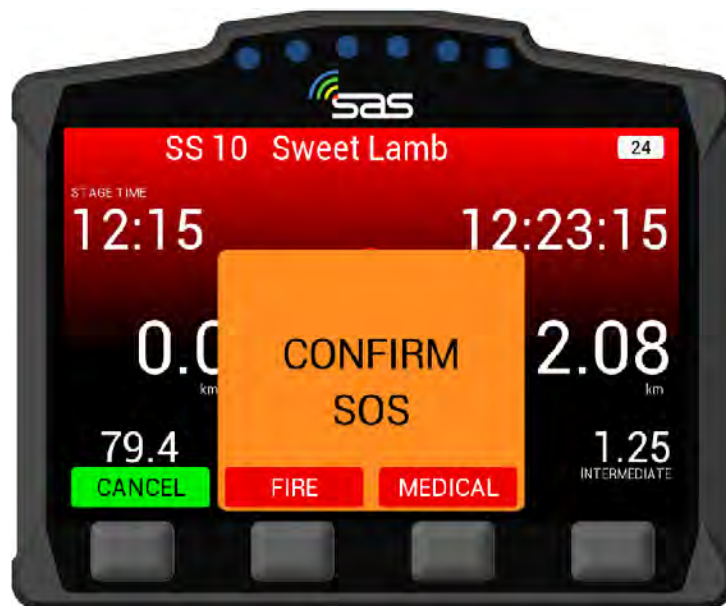 sas
SS 10 Sweet Lamb 24
STAGE TIME
12:15 12:23:15
CONFIRM
SOS
0.0 2.08
km km
79.4 1.25
INTERMEDIATE
CANCEL FIRE MEDICAL